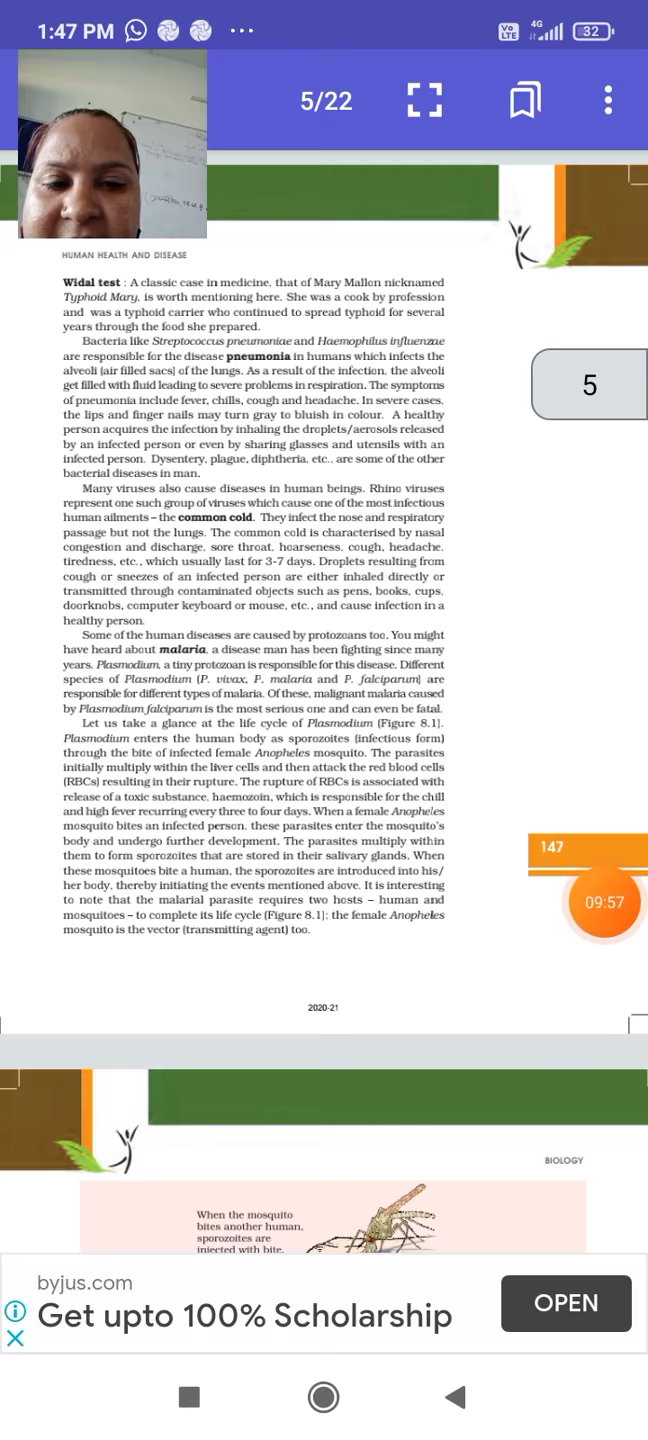 1:47 PM
4G
Vo
LTE
32
5/22
HUMAN HEALTH AND DISEASE
Widal test : A classic case in medicine, that of Mary Mallon nicknamed
Typhoid Mary, is worth mentioning here. She was a cook by profession
and was a typhoid carrier who continued to spread typhoid for several
years through the food she prepared.
Bacteria like Streptococcus pneumoniae and Haemophilus influenzae
are responsible for the disease pneumonia in humans which infects the
alveoli (air filled sacs) of the lungs. As a result of the infection, the alveoli
get filled with fluid leading to severe problems in respiration. The symptoms
of pneumonia include fever, chills, cough and headache. In severe cases,
the lips and finger nails may turn gray to bluish in colour. A healthy
person acquires the infection by inhaling the droplets/aerosols released
by an infected person or even by sharing glasses and utensils with an
infected person. Dysentery, plague, diphtheria, etc., are some of the other
bacterial diseases in man.
Many viruses also cause diseases in human beings. Rhino viruses
represent one such group of viruses which cause one of the most infectious
human ailments – the common cold. They infect the nose and respiratory
passage but not the lungs. The common cold is characterised by nasal
congestion and discharge, sore throat, hoarseness, cough, headache,
tiredness, etc., which usually last for 3-7 days. Droplets resulting from
cough or sneezes of an infected person are either inhaled directly or
transmitted through contaminated objects such as pens, books, cups,
doorknobs, computer keyboard or mouse, etc., and cause infection in a
healthy person.
Some of the human diseases are caused by protozoans too. You might
have heard about malaria, a disease man has been fighting since many
years. Plasmodium, a tiny protozoan is responsible for this disease. Different
species of Plasmodium (P. vivax, P. malaria and P. falciparum) are
responsible for different types of malaria. Of these, malignant malaria caused
by Plasmodium falciparum is the most serious one and can even be fatal.
Let us take a glance at the life cycle of Plasmodium (Figure 8.1).
Plasmodium enters the human body as sporozoites (infectious form)
through the bite of infected female Anopheles mosquito. The parasites
initially multiply within the liver cells and then attack the red blood cells
(RBCs) resulting in their rupture. The rupture of RBCs is associated with
release of a toxic substance, haemozoin, which is responsible for the chill
and high fever recurring every three to four days. When a female Anopheles
mosquito bites an infected person, these parasites enter the mosquito's
body and undergo further development. The parasites multiply within
them to form sporozoites that are stored in their salivary glands. When
these mosquitoes bite a human, the sporozoites are introduced into his/
her body, thereby initiating the events mentioned above. It is interesting
to note that the malarial parasite requires two hosts – human and
mosquitoes – to complete its life cycle (Figure 8.1); the female Anopheles
mosquito is the vector (transmitting agent) too.
5
147
09:57
2020-21
BIOLOGY
When the mosquito
bites another human,
sporozoites are
injected with bite.
byjus.com
Get upto 100% Scholarship
OPEN